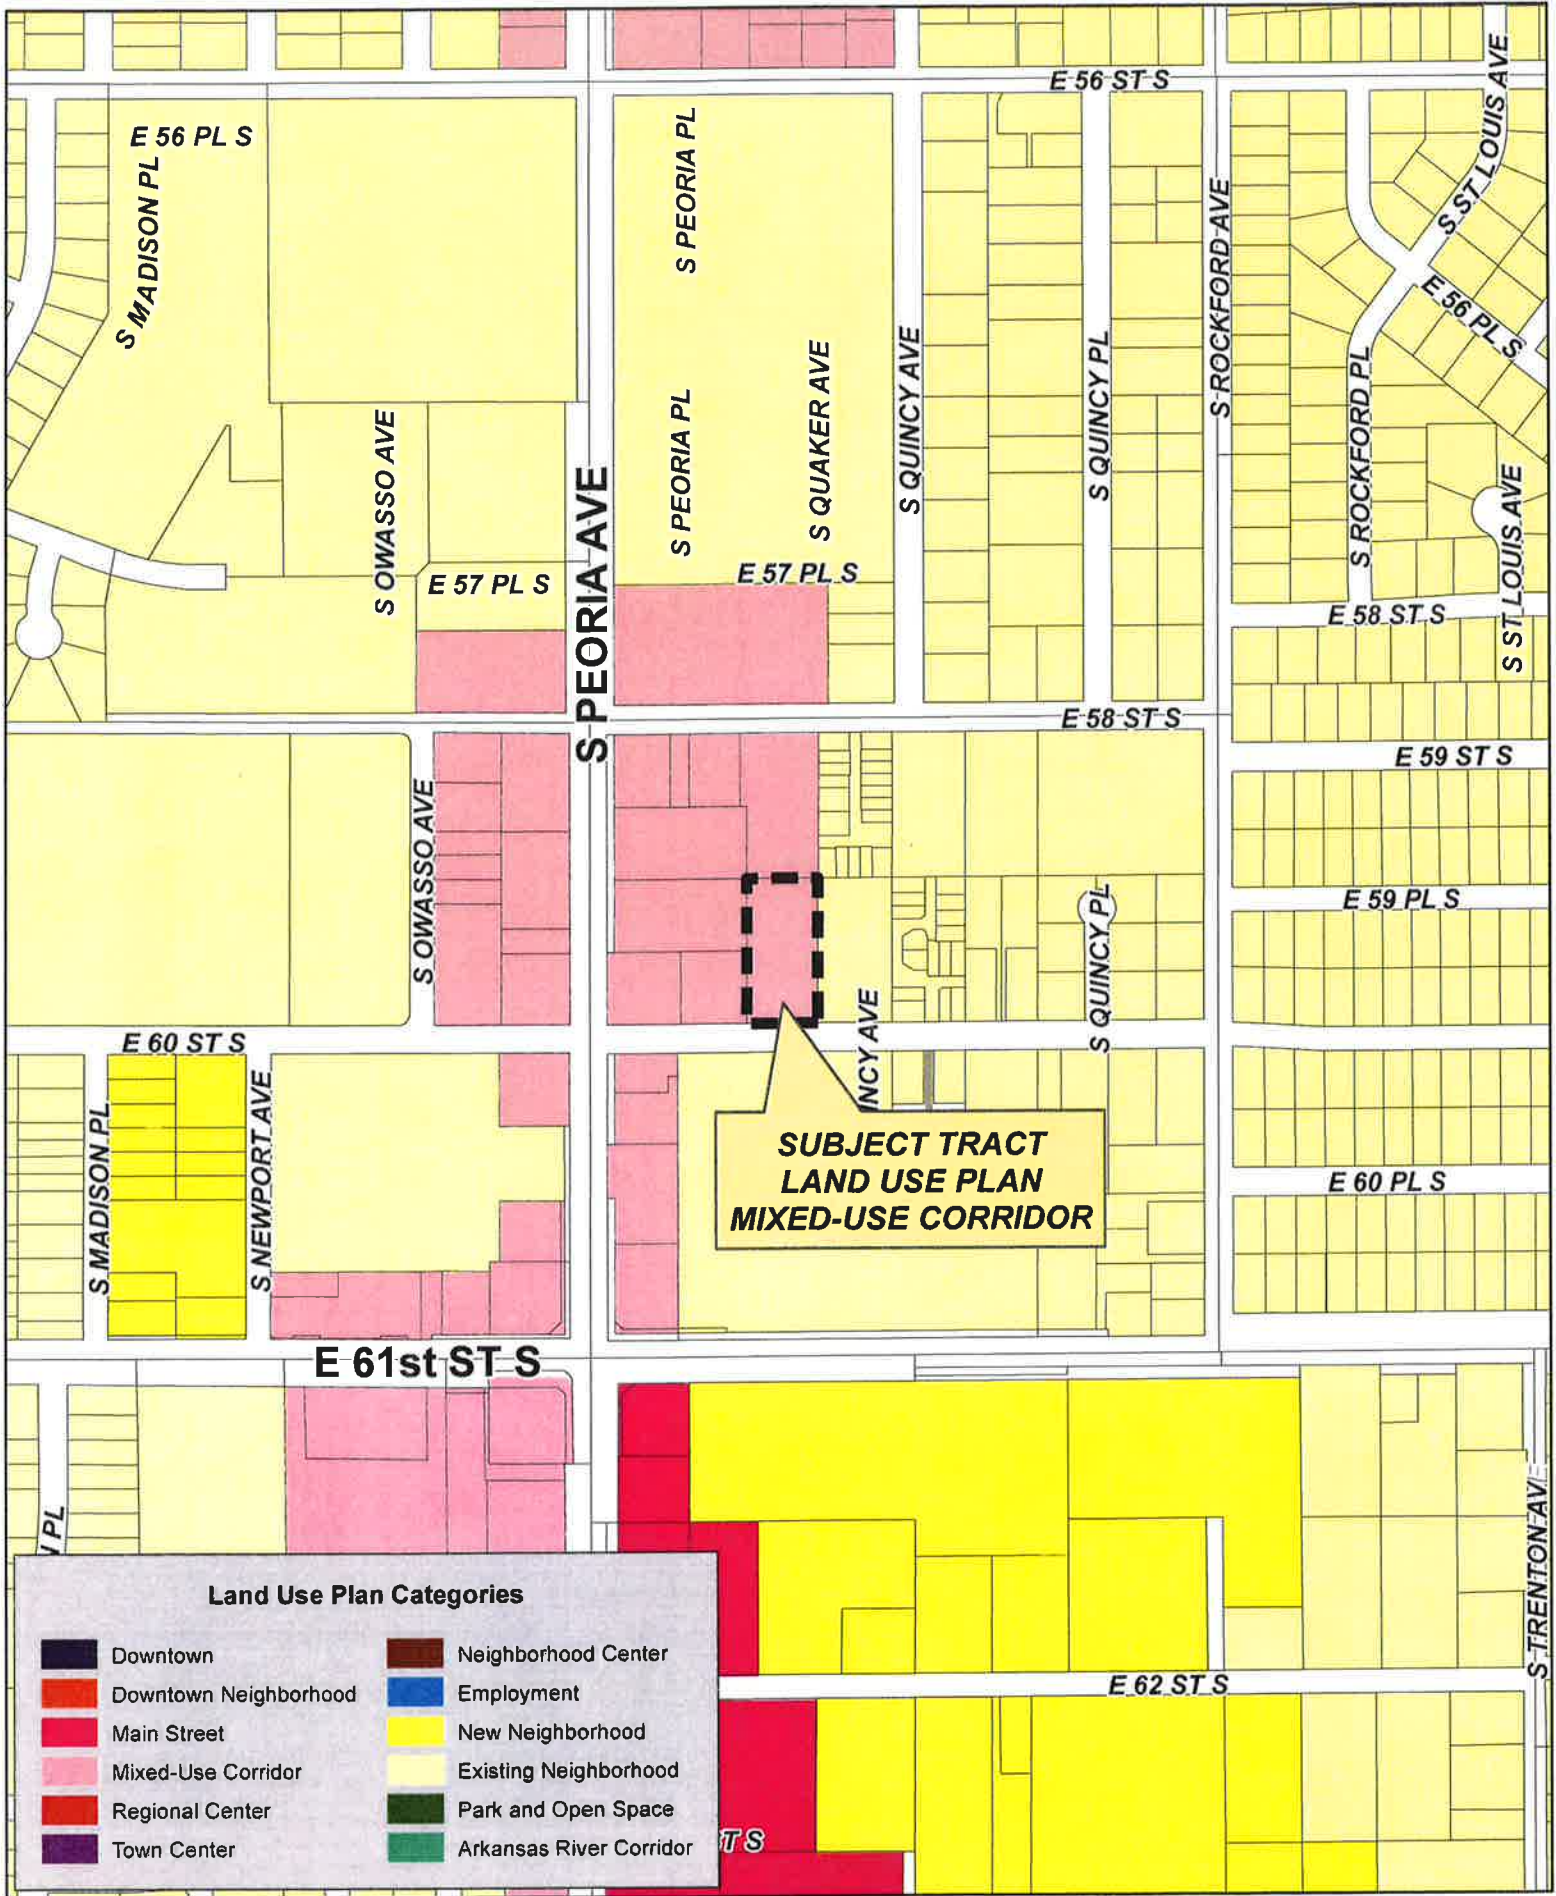 E 56 ST S
E 56 PL S
S MADISON PL
S PEORIA PL
S ROCKFORD AVE
S ST LOUIS AVE
E 56 PL S
S OWASSO AVE
S PEORIA AVE
S PEORIA PL
S QUAKER AVE
S QUINCY AVE
S QUINCY PL
S ROCKFORD PL
S ST LOUIS AVE
E 57 PL S
E 57 PL S
E 58 ST S
E 58 ST S
E 59 ST S
S OWASSO AVE
S QUINCY PL
E 59 PL S
E 60 ST S
INCY AVE
S MADISON PL
S NEWPORT AVE
SUBJECT TRACT
LAND USE PLAN
MIXED-USE CORRIDOR
E 60 PL S
E 61st ST S
PL
S TRENTON AV
E 62 ST S
T S
Land Use Plan Categories
Downtown
Downtown Neighborhood
Main Street
Mixed-Use Corridor
Regional Center
Town Center
Neighborhood Center
Employment
New Neighborhood
Existing Neighborhood
Park and Open Space
Arkansas River Corridor